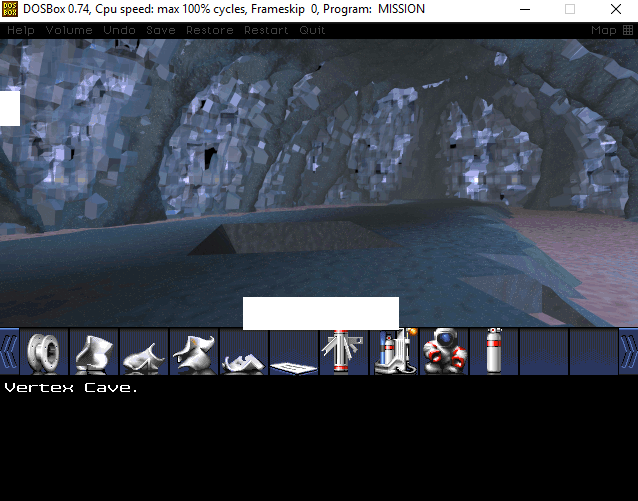 DOSBox 0.74, Cpu speed: max 100% cycles, Frameskip 0, Program: MISSION
Help Volume Undo Save Restore Restart Quit Map
Vertex Cave.